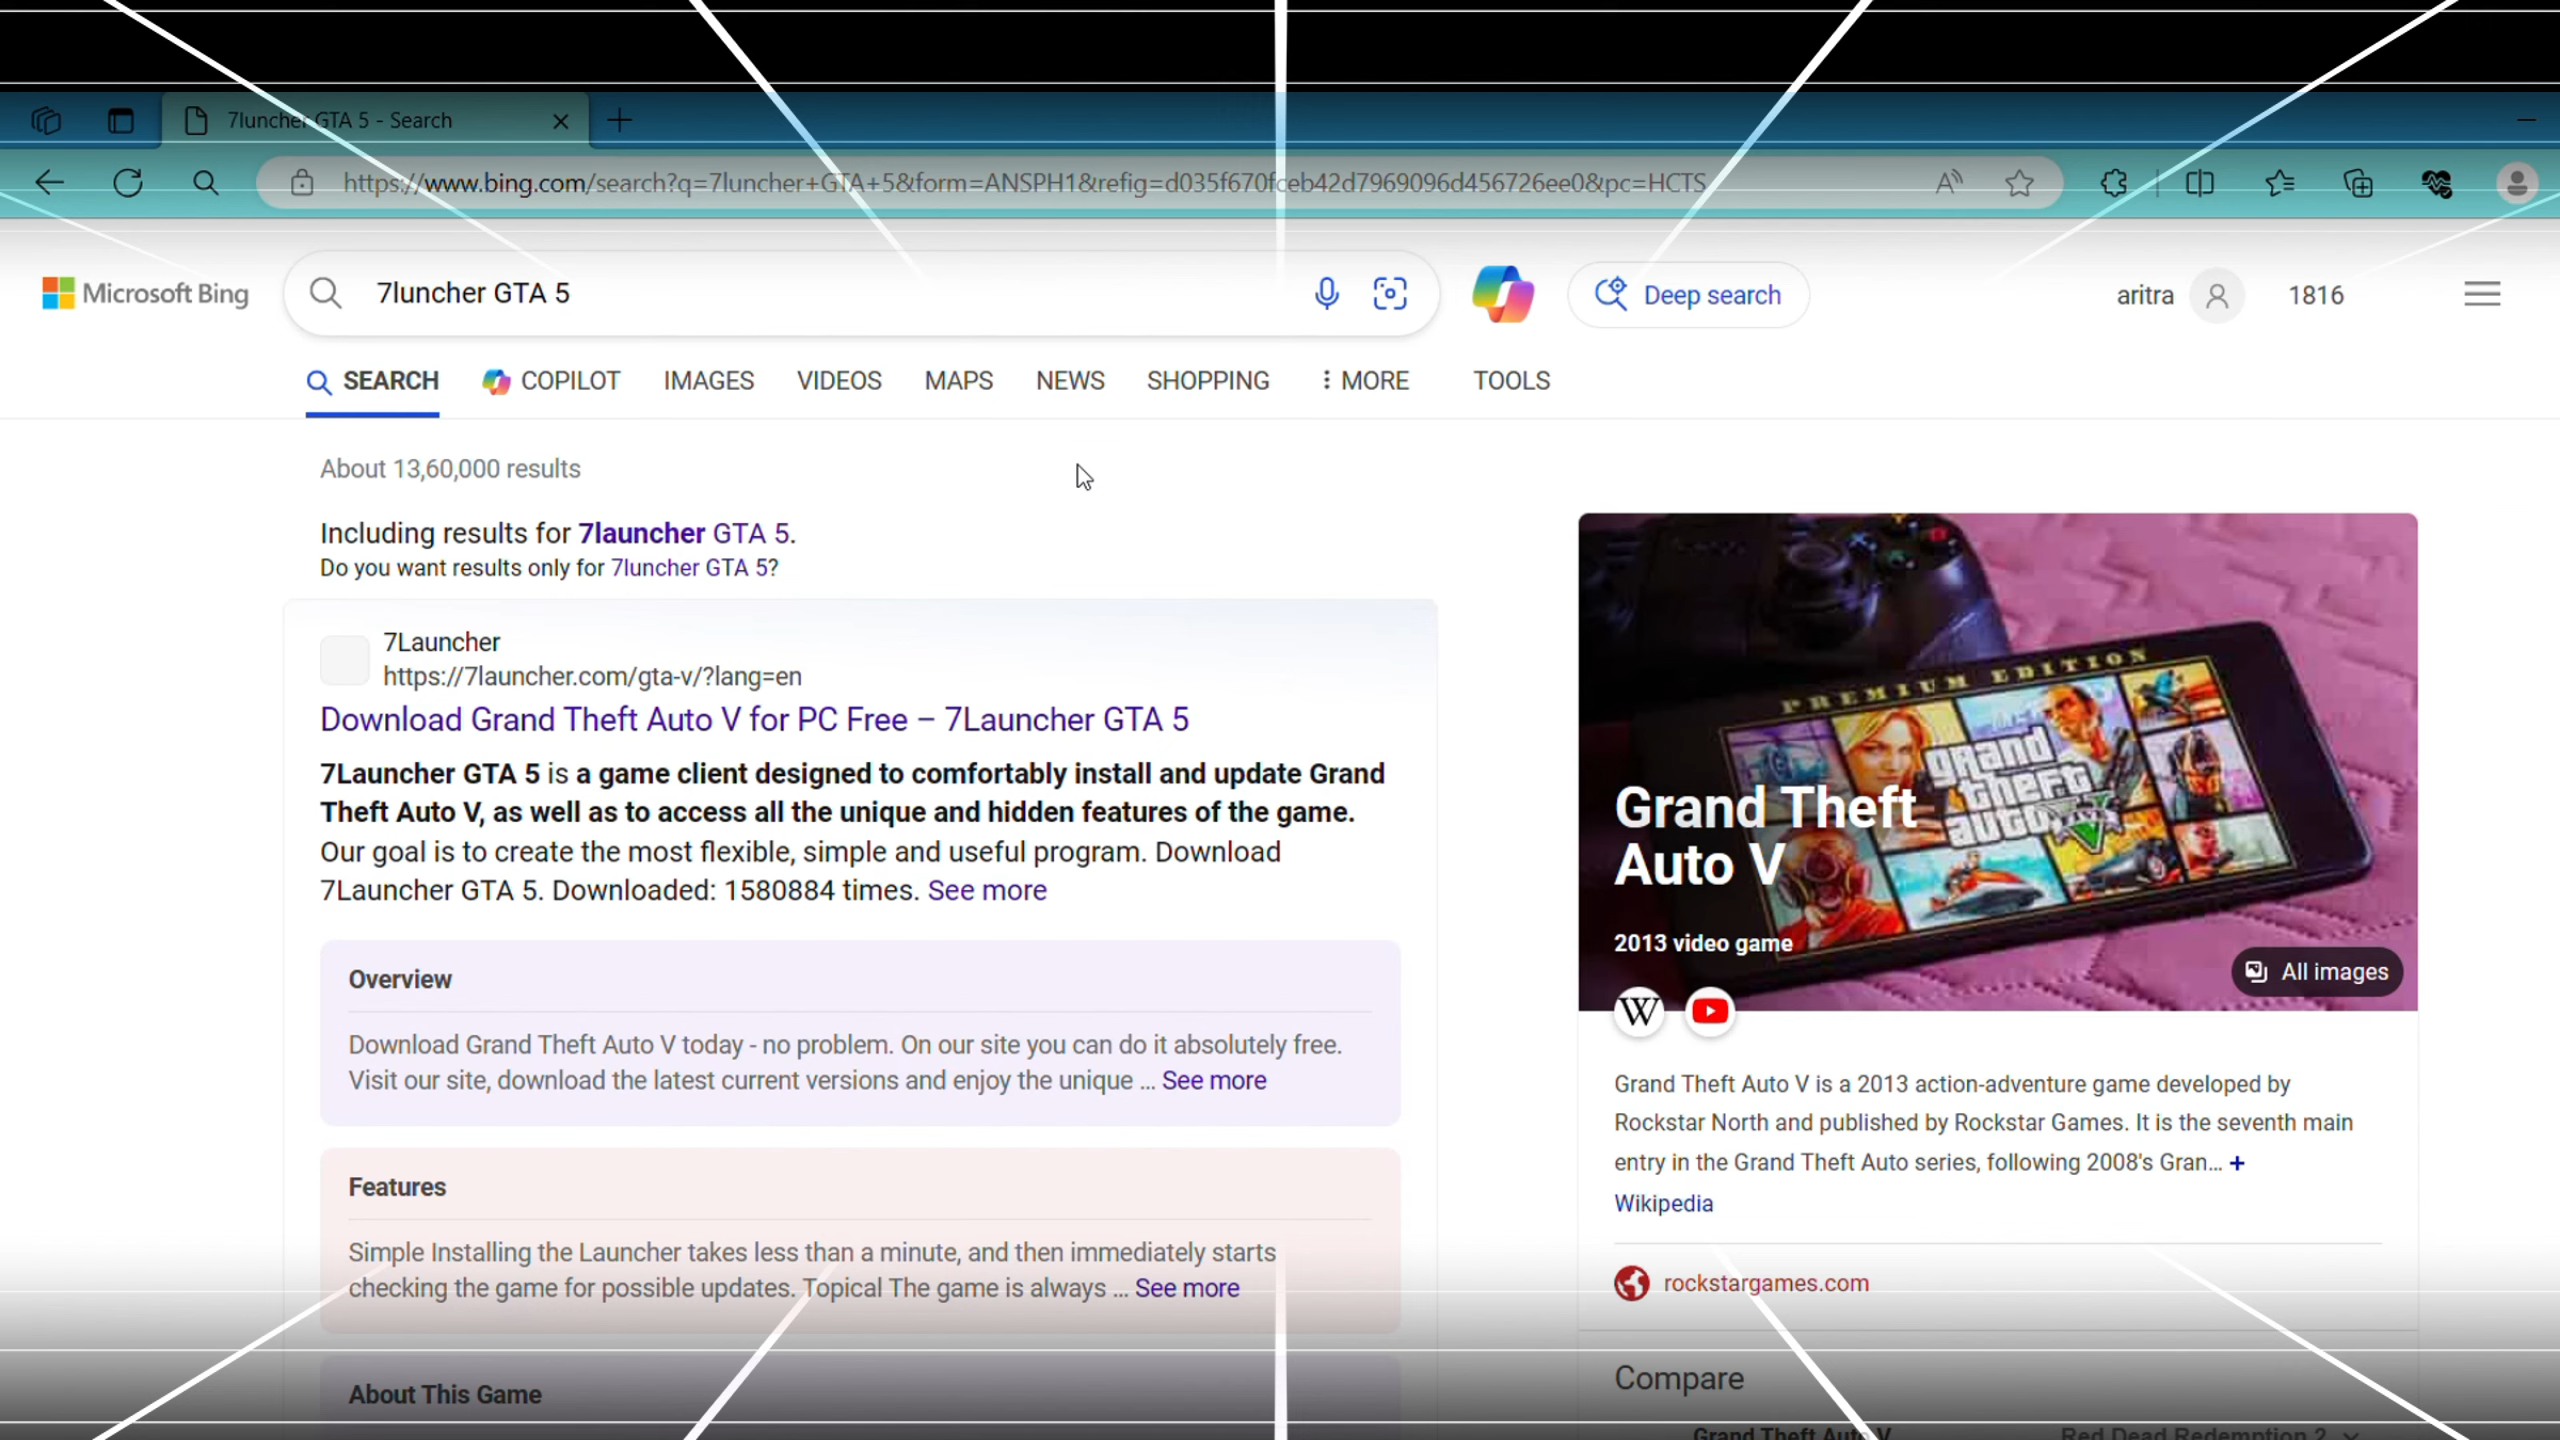 7luncher GTA 5 - Search
https://www.bing.com/search?q=7luncher+GTA+5&form=ANSPH1&refig=d035f670fceb42d7969096d456726ee0&pc=HCTS
Microsoft Bing
7luncher GTA 5
Deep search
aritra
1816
SEARCH
COPILOT
IMAGES
VIDEOS
MAPS
NEWS
SHOPPING
MORE
TOOLS
About 13,60,000 results
Including results for 7launcher GTA 5.
Do you want results only for 7luncher GTA 5?
7Launcher
https://7launcher.com/gta-v/?lang=en
Download Grand Theft Auto V for PC Free – 7Launcher GTA 5
7Launcher GTA 5 is a game client designed to comfortably install and update Grand
Theft Auto V, as well as to access all the unique and hidden features of the game.
Our goal is to create the most flexible, simple and useful program. Download
7Launcher GTA 5. Downloaded: 1580884 times. See more
Overview
Download Grand Theft Auto V today - no problem. On our site you can do it absolutely free.
Visit our site, download the latest current versions and enjoy the unique ... See more
Features
Simple Installing the Launcher takes less than a minute, and then immediately starts
checking the game for possible updates. Topical The game is always ... See more
About This Game
PREMIUM EDITION
grand
theft
auto
V
Grand Theft
Auto V
2013 video game
All images
W
Grand Theft Auto V is a 2013 action-adventure game developed by
Rockstar North and published by Rockstar Games. It is the seventh main
entry in the Grand Theft Auto series, following 2008's Gran... +
Wikipedia
rockstargames.com
Compare
Grand Theft Auto V
Red Dead Redemption 2